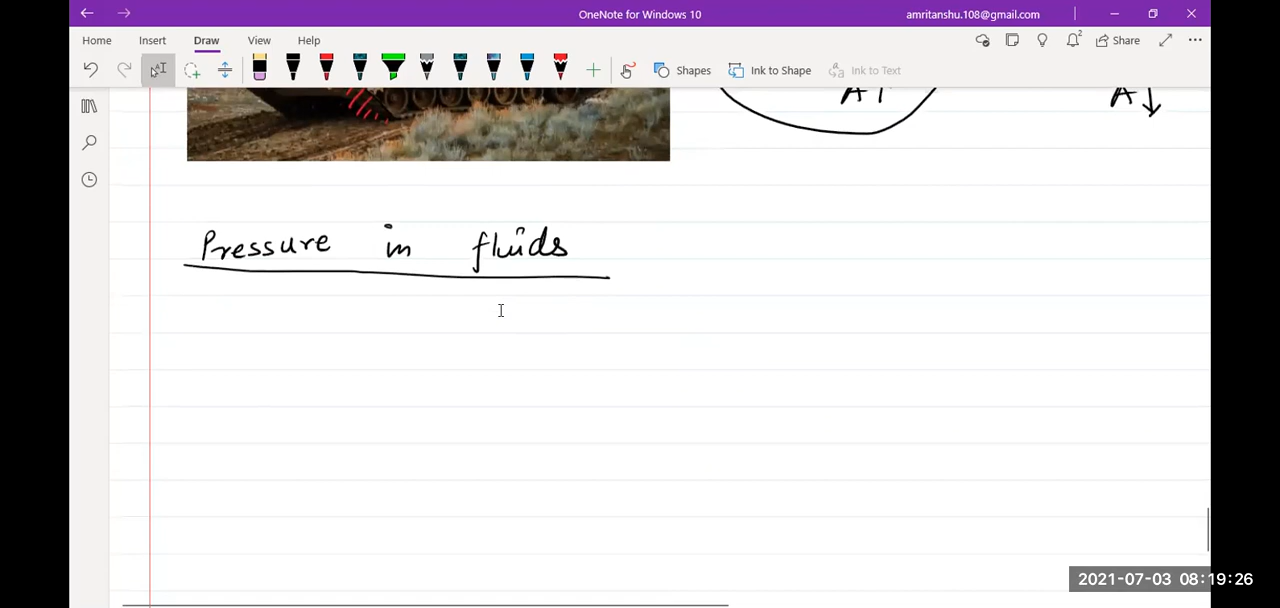 OneNote for Windows 10
amritanshu.108@gmail.com
Home Insert Draw View Help
2
Share
Shapes
Ink to Shape
Ink to Text
A↑
A↓
Pressure in fluids
2021-07-03 08:19:26